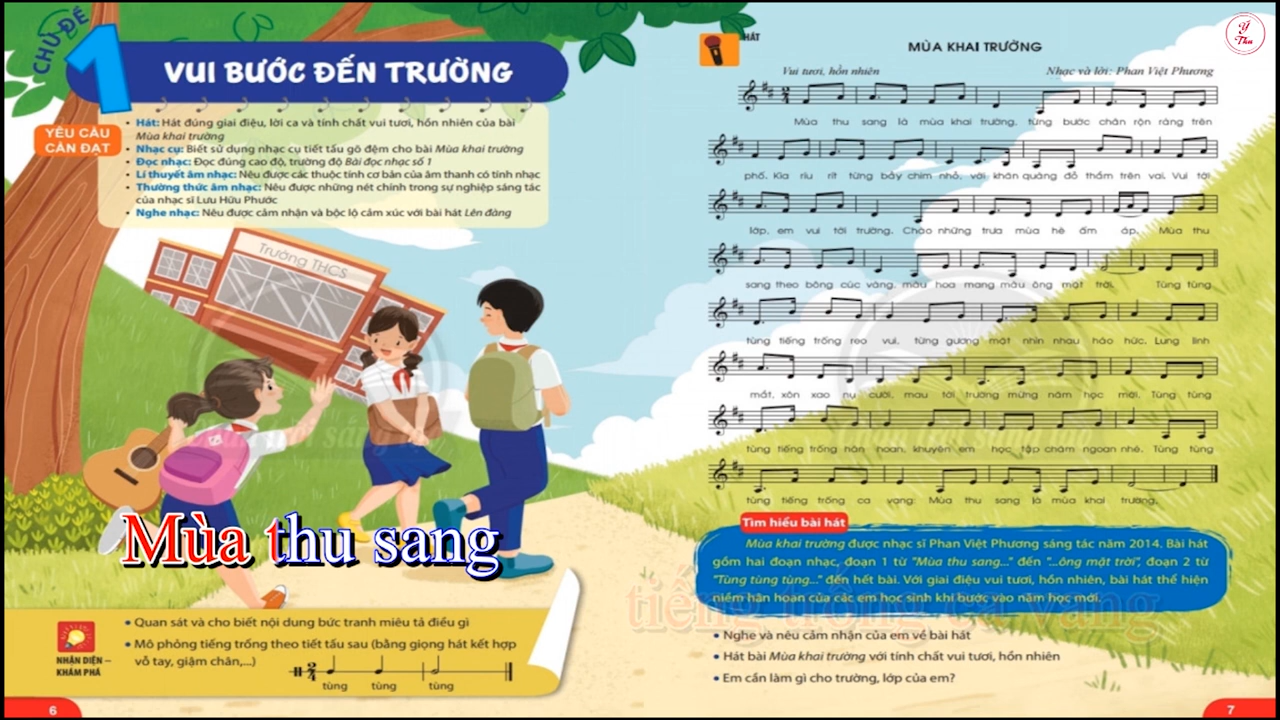 CHỦ ĐỀ
1
VUI BƯỚC ĐẾN TRƯỜNG
YÊU CẦU
CẦN ĐẠT
• Hát: Hát đúng giai điệu, lời ca và tính chất vui tươi, hồn nhiên của bài
Mùa khai trường
• Nhạc cụ: Biết sử dụng nhạc cụ tiết tấu gõ đệm cho bài Mùa khai trường
• Đọc nhạc: Đọc đúng cao độ, trường độ Bài đọc nhạc số 1
• Lí thuyết âm nhạc: Nêu được các thuộc tính cơ bản của âm thanh có tính nhạc
• Thường thức âm nhạc: Nêu được những nét chính trong sự nghiệp sáng tác
của nhạc sĩ Lưu Hữu Phước
• Nghe nhạc: Nêu được cảm nhận và bộc lộ cảm xúc với bài hát Lên đàng
Trường THCS
Mùa thu sang
NHẬN DIỆN –
KHÁM PHÁ
• Quan sát và cho biết nội dung bức tranh miêu tả điều gì
• Mô phỏng tiếng trống theo tiết tấu sau (bằng giọng hát kết hợp
vỗ tay, giậm chân,...)
2
4
tùng tùng tùng
6
HÁT
Ý
Thu
MÙA KHAI TRƯỜNG
Vui tươi, hồn nhiên
Nhạc và lời: Phan Việt Phương
Mùa thu sang là mùa khai trường, từng bước chân rộn ràng trên
phố. Kìa ríu rít từng bầy chim nhỏ, với khăn quàng đỏ thắm trên vai. Vui tới
lớp, em vui tới trường. Chào những trưa mùa hè ấm áp. Mùa thu
sang theo bông cúc vàng, màu hoa mang màu ông mặt trời. Tùng tùng
tùng tiếng trống reo vui, từng gương mặt nhìn nhau háo hức. Lung linh
mắt, xôn xao nụ cười, mau tới trường mừng năm học mới. Tùng tùng
tùng tiếng trống hân hoan, khuyên em học tập chăm ngoan nhé. Tùng tùng
tùng tiếng trống ca vang: Mùa thu sang là mùa khai trường.
Tìm hiểu bài hát
Mùa khai trường được nhạc sĩ Phan Việt Phương sáng tác năm 2014. Bài hát
gồm hai đoạn nhạc, đoạn 1 từ "Mùa thu sang..." đến "...ông mặt trời", đoạn 2 từ
"Tùng tùng tùng..." đến hết bài. Với giai điệu vui tươi, hồn nhiên, bài hát thể hiện
niềm hân hoan của các em học sinh khi bước vào năm học mới.
tiếng trống ca vang
• Nghe và nêu cảm nhận của em về bài hát
• Hát bài Mùa khai trường với tính chất vui tươi, hồn nhiên
• Em cần làm gì cho trường, lớp của em?
7